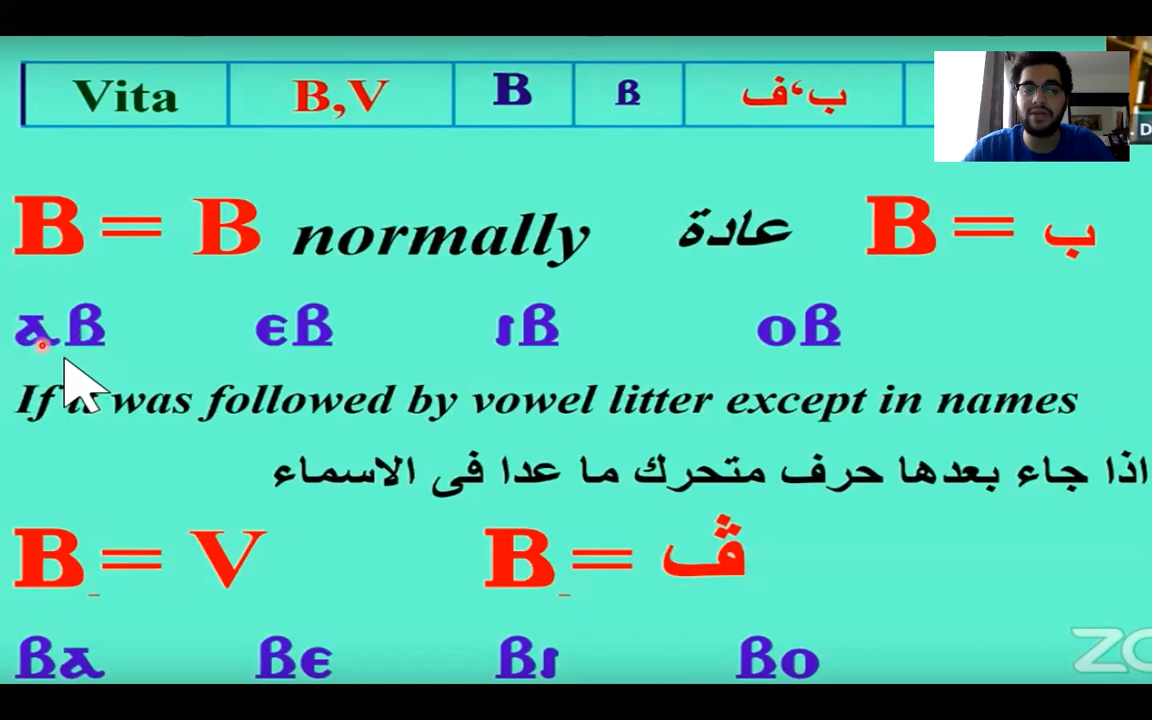 Vita B,V Ⲃ ⲃ ب،ف
Ⲃ = B normally عادة Ⲃ = ب
ⲁⲃ ⲉⲃ ⲓⲃ ⲟⲃ
If it was followed by vowel litter except in names
اذا جاء بعدها حرف متحرك ما عدا فى الاسماء
Ⲃ = V Ⲃ = ڤ
ⲃⲁ ⲃⲉ ⲃⲓ ⲃⲟ